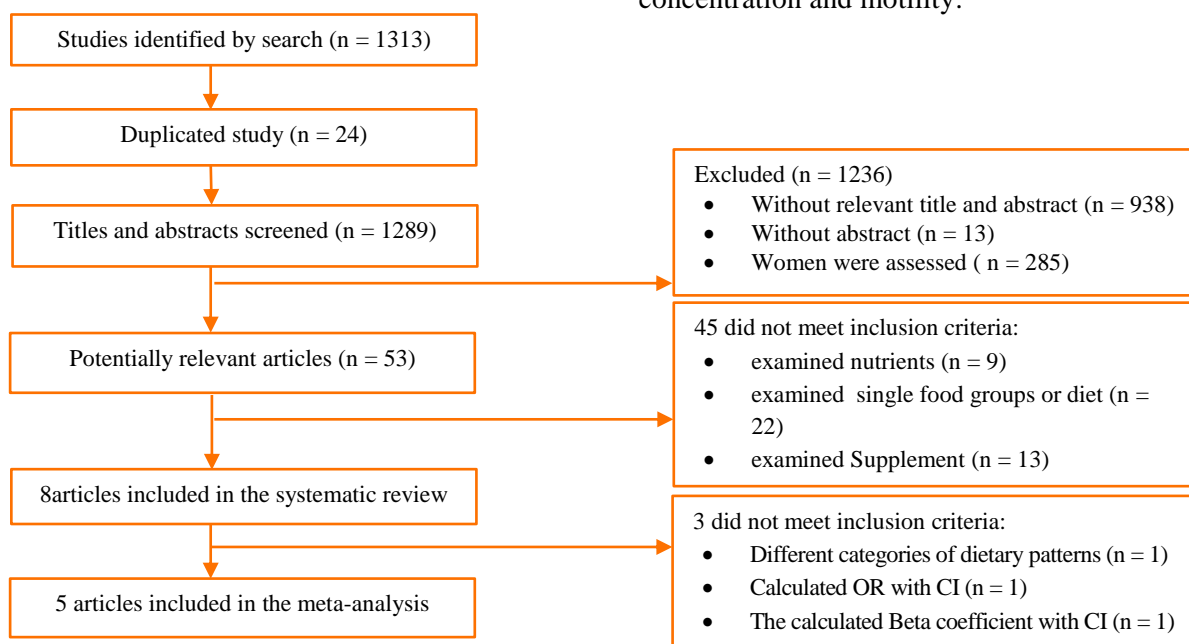 concentration and motility.
Studies identified by search (n = 1313)
Duplicated study (n = 24)
Titles and abstracts screened (n = 1289)
Excluded (n = 1236)
• Without relevant title and abstract (n = 938)
• Without abstract (n = 13)
• Women were assessed ( n = 285)
Potentially relevant articles (n = 53)
45 did not meet inclusion criteria:
• examined nutrients (n = 9)
• examined single food groups or diet (n =
22)
• examined Supplement (n = 13)
8articles included in the systematic review
3 did not meet inclusion criteria:
• Different categories of dietary patterns (n = 1)
• Calculated OR with CI (n = 1)
• The calculated Beta coefficient with CI (n = 1)
5 articles included in the meta-analysis